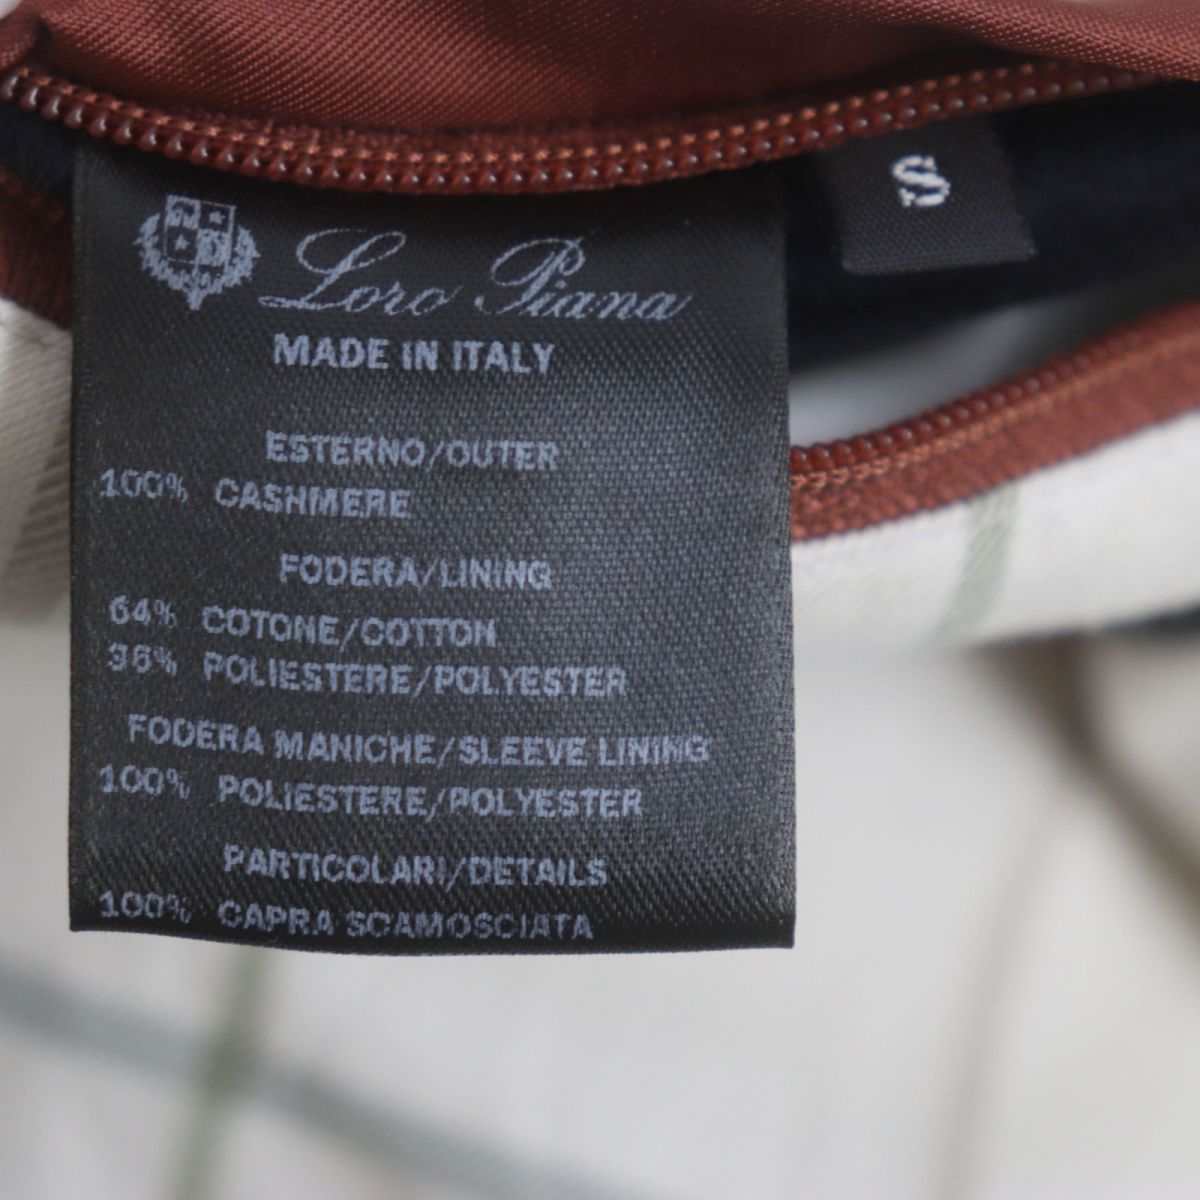 S
Loro Piana
MADE IN ITALY
ESTERNO/OUTER
100% CASHMERE
FODERA/LINING
64% COTONE/COTTON
36% POLIESTERE/POLYESTER
FODERA MANICHE/SLEEVE LINING
100% POLIESTERE/POLYESTER
PARTICOLARI/DETAILS
100% CAPRA SCAMOSCIATA